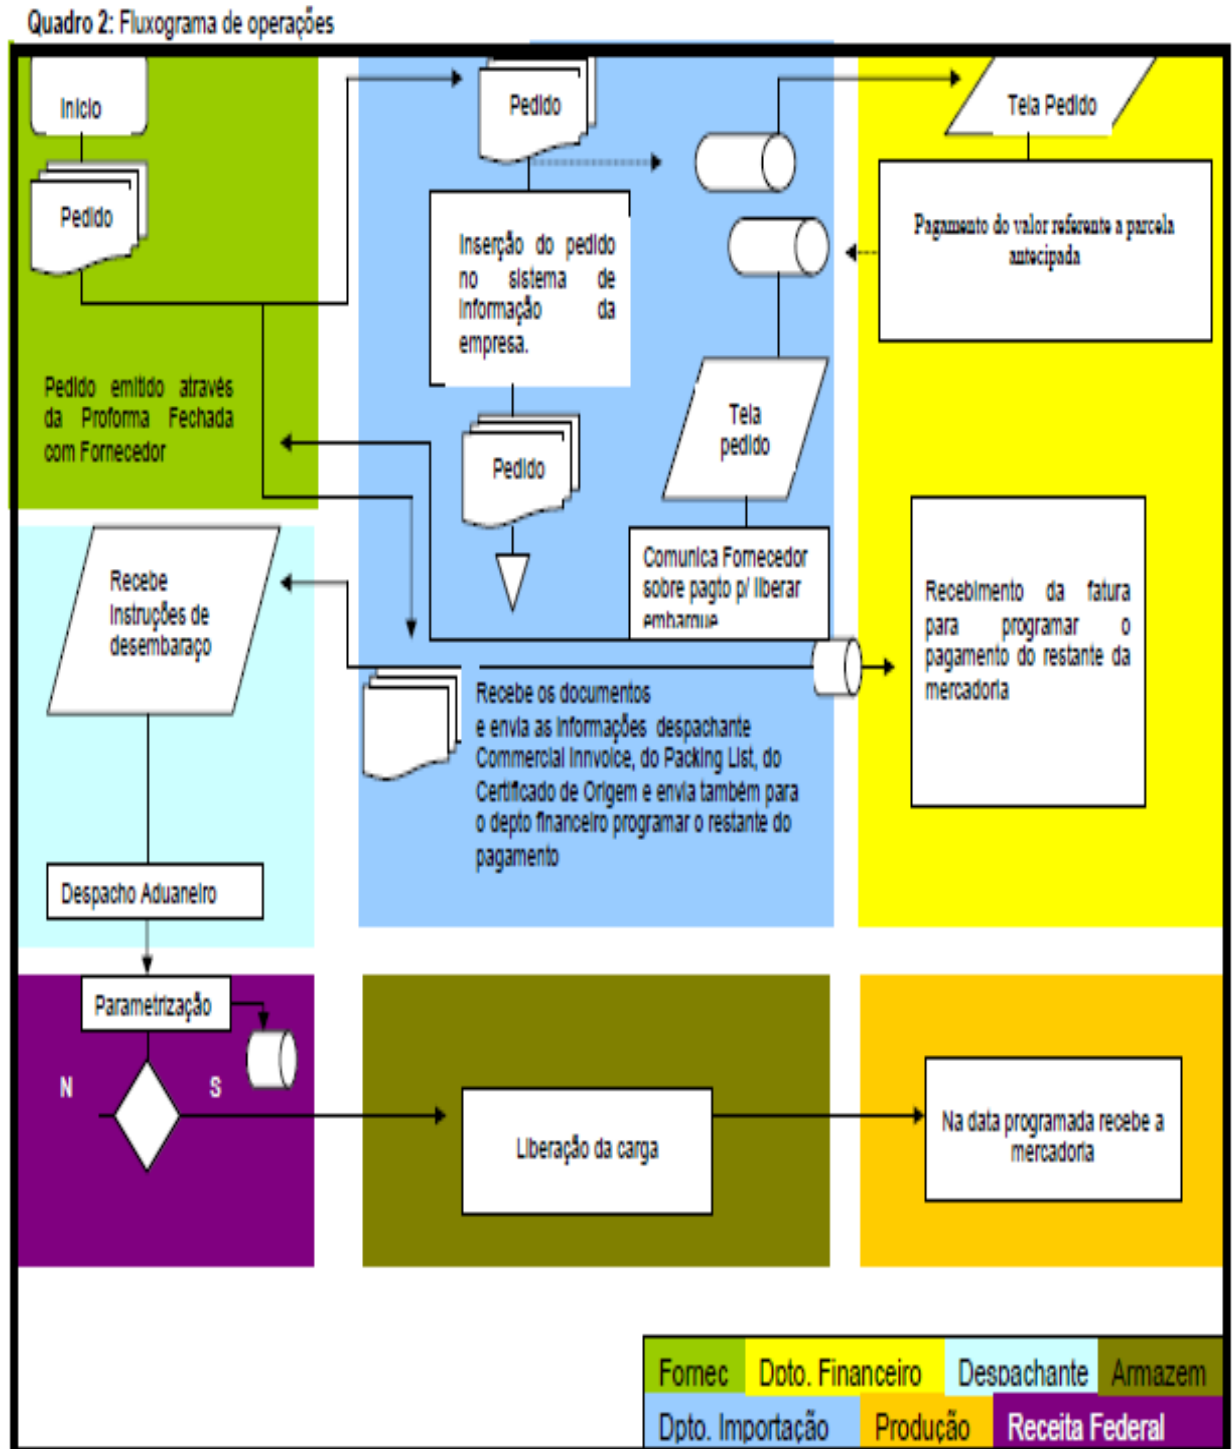 Quadro 2: Fluxograma de operações
Início
Pedido
Pedido emitido através
da Proforma Fechada
com Fornecedor
Pedido
Inserção do pedido
no sistema de
Informação da
empresa.
Pedido
Tela
pedido
Comunica Fornecedor
sobre pagto p/ liberar
embarque
Tela Pedido
Pagamento do valor referente a parcela
antecipada
Recebimento da fatura
para programar o
pagamento do restante da
mercadoria
Recebe
Instruções de
desembaraço
Recebe os documentos
e envia as Informações despachante
Commercial Innvoice, do Packing List, do
Certificado de Origem e envia também para
o depto financeiro programar o restante do
pagamento
Despacho Aduaneiro
Parametrização
N S
Liberação da carga
Na data programada recebe a
mercadoria
Fornec Dpto. Financeiro Despachante Armazem
Dpto. Importação Produção Receita Federal